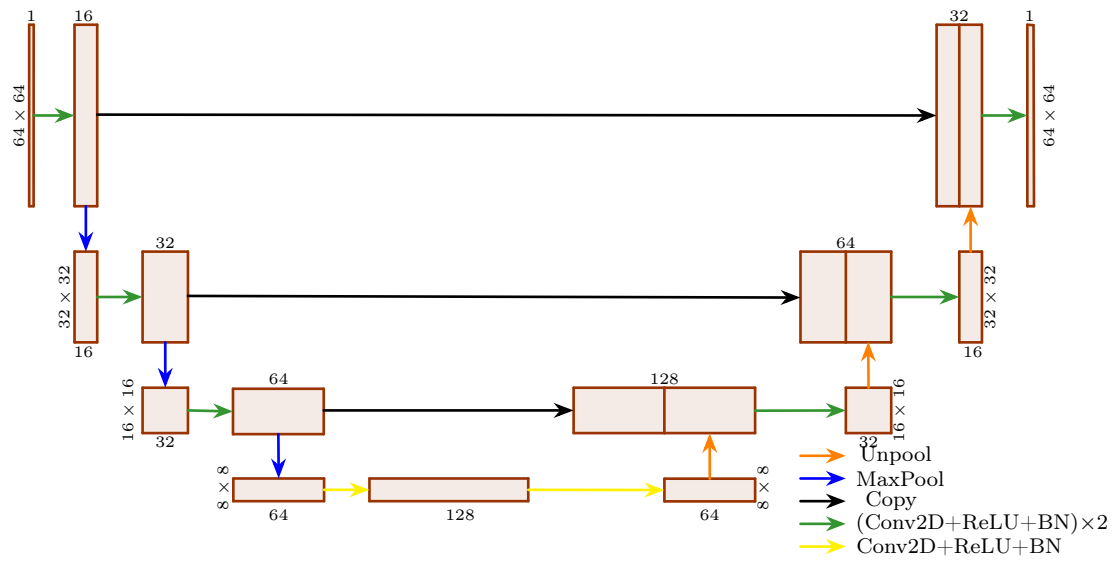 1
16
32
1
64 × 64
64 × 64
32
64
32 × 32
32 × 32
16
16
64
128
16 × 16
16 × 16
32
32
8 × 8
8 × 8
64
128
64
Unpool
MaxPool
Copy
(Conv2D+ReLU+BN)×2
Conv2D+ReLU+BN